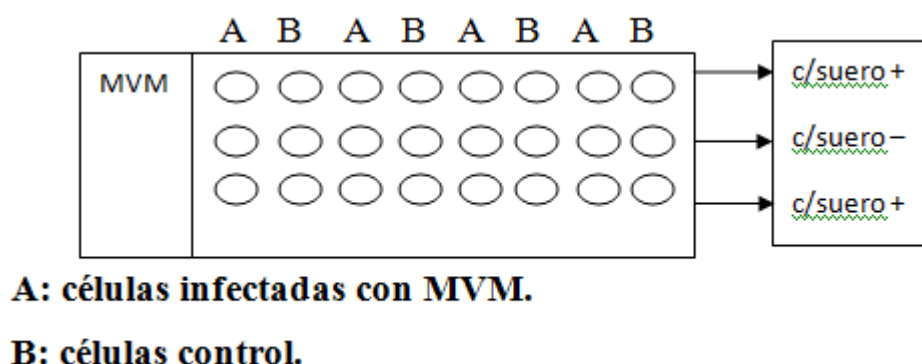 A B A B A B A B
MVM
c/suero +
c/suero –
c/suero +
A: células infectadas con MVM.
B: células control.